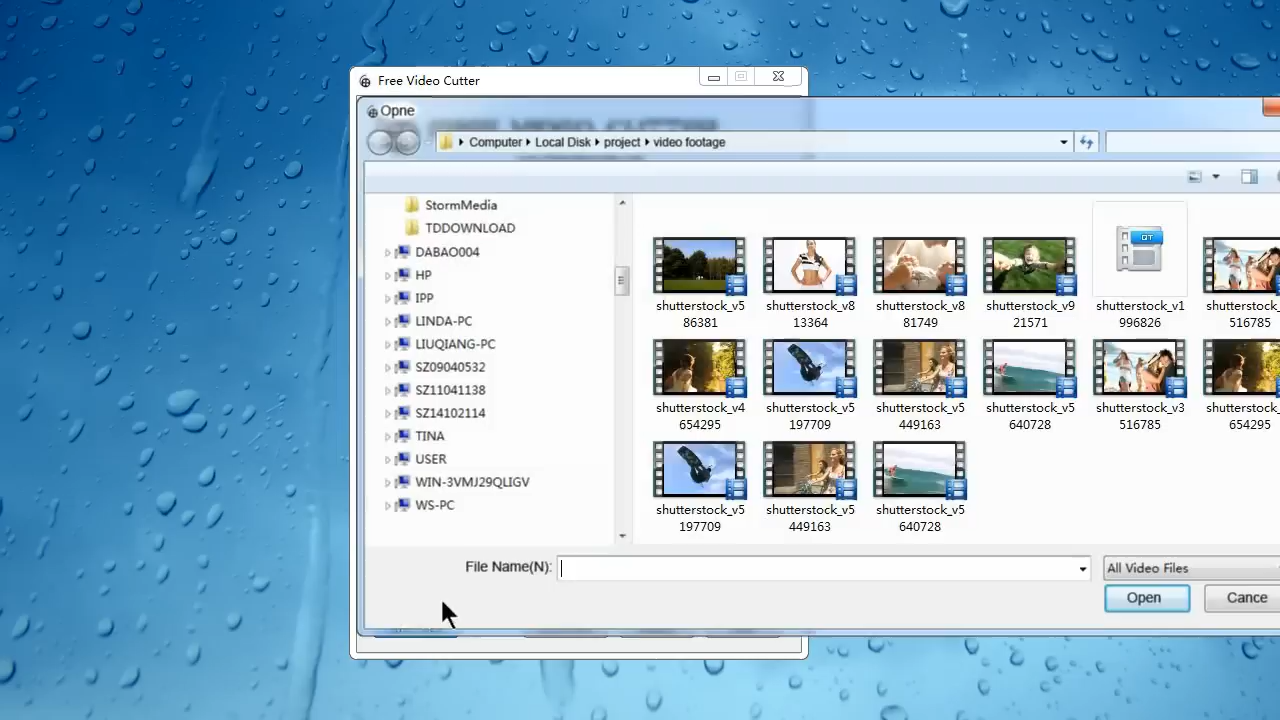 Free Video Cutter
Opne
Computer Local Disk project video footage
StormMedia
TDDOWNLOAD
DABAO004
HP
IPP
LINDA-PC
LIUQIANG-PC
SZ09040532
SZ11041138
SZ14102114
TINA
USER
WIN-3VMJ29QLIGV
WS-PC
QT
shutterstock_v5
86381
shutterstock_v8
13364
shutterstock_v8
81749
shutterstock_v9
21571
shutterstock_v1
996826
shutterstock_
516785
shutterstock_v4
654295
shutterstock_v5
197709
shutterstock_v5
449163
shutterstock_v5
640728
shutterstock_v3
516785
shutterstock_
654295
shutterstock_v5
197709
shutterstock_v5
449163
shutterstock_v5
640728
File Name(N):
All Video Files
Open
Cance